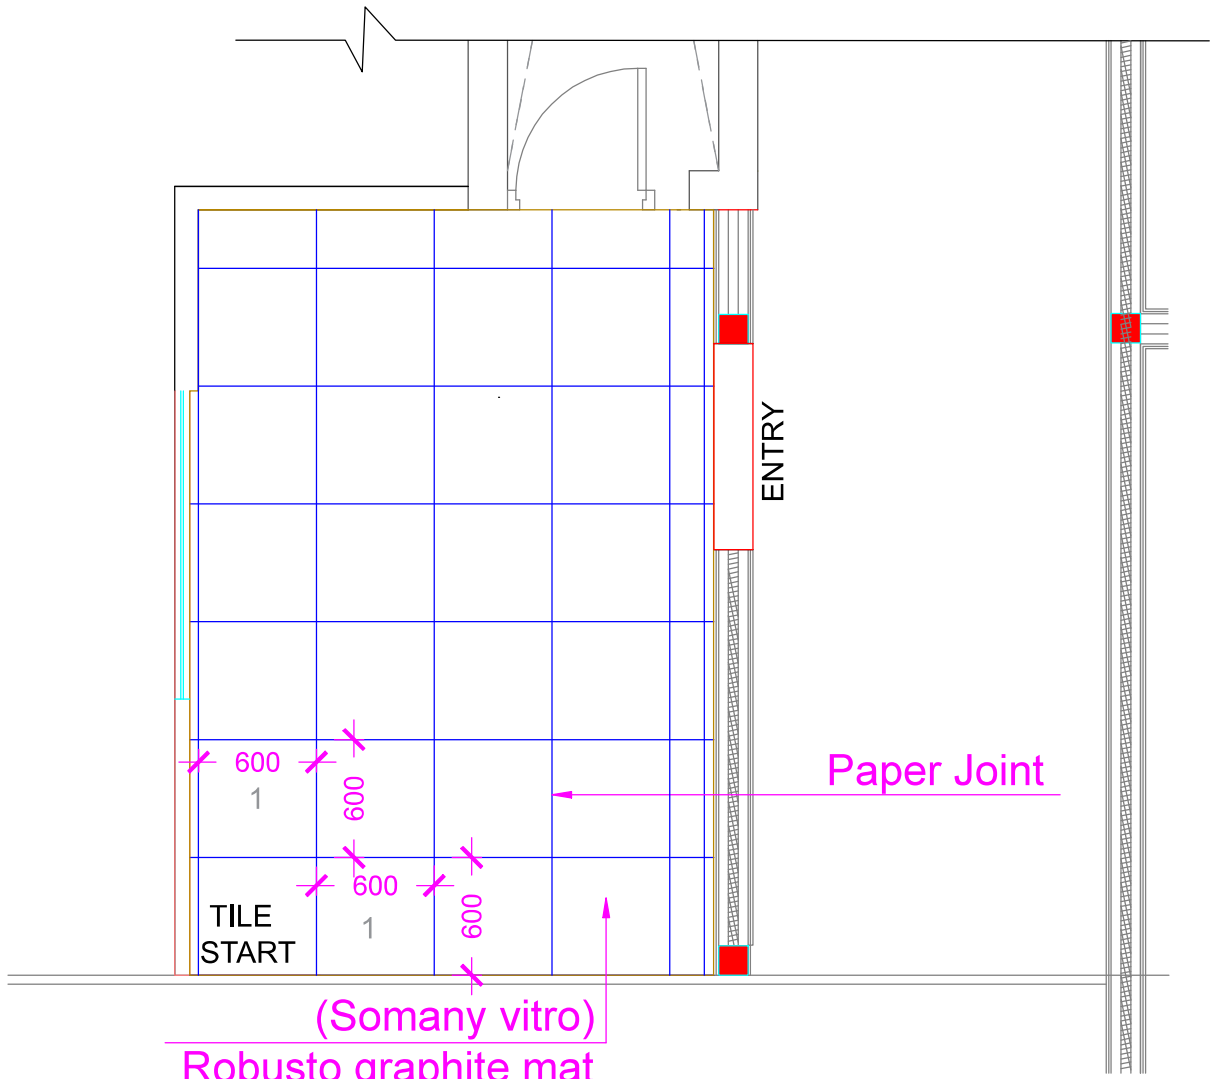 ENTRY
600
600
1
Paper Joint
600
600
1
TILE
START
(Somany vitro)
Robusto graphite mat